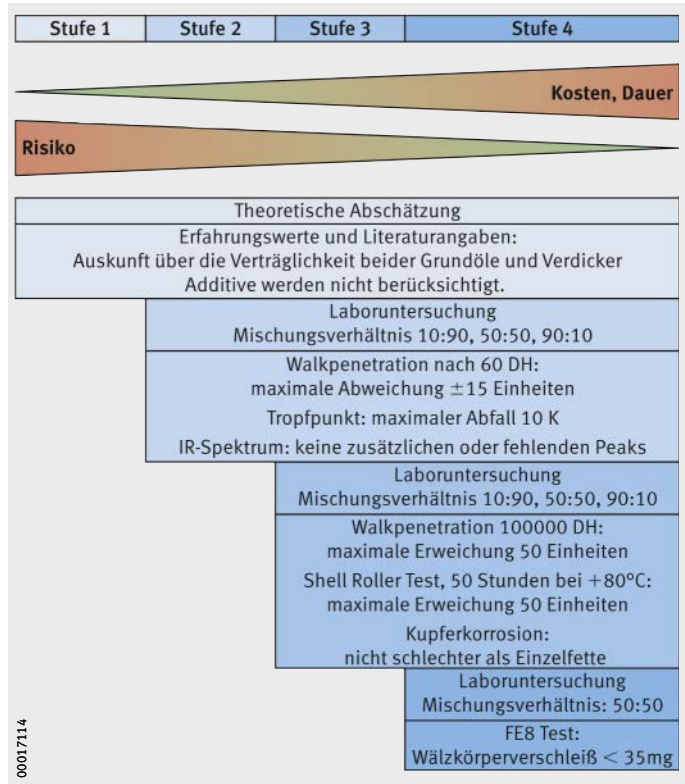 Stufe 1 Stufe 2 Stufe 3 Stufe 4
Kosten, Dauer
Risiko
Theoretische Abschätzung
Erfahrungswerte und Literaturangaben:
Auskunft über die Verträglichkeit beider Grundöle und Verdicker
Additive werden nicht berücksichtigt.
Laboruntersuchung
Mischungsverhältnis 10:90, 50:50, 90:10
Walkpenetration nach 60 DH:
maximale Abweichung ±15 Einheiten
Tropfpunkt: maximaler Abfall 10 K
IR-Spektrum: keine zusätzlichen oder fehlenden Peaks
Laboruntersuchung
Mischungsverhältnis 10:90, 50:50, 90:10
Walkpenetration 100000 DH:
maximale Erweichung 50 Einheiten
Shell Roller Test, 50 Stunden bei +80°C:
maximale Erweichung 50 Einheiten
Kupferkorrosion:
nicht schlechter als Einzelfette
Laboruntersuchung
Mischungsverhältnis: 50:50
FE8 Test:
Wälzkörperverschleiß < 35mg
00017114